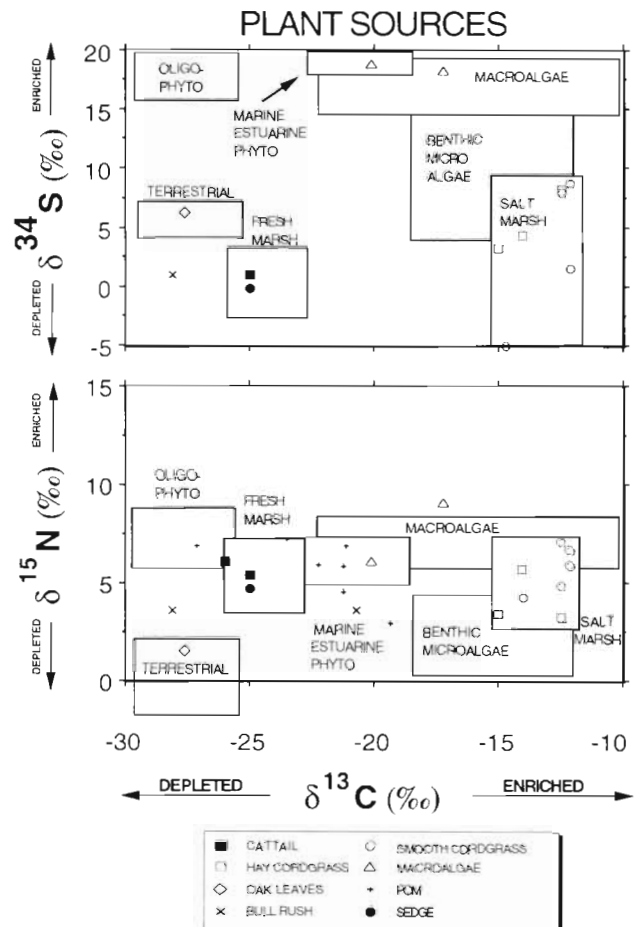 PLANT SOURCES
ENRICHED
δ 34 S (‰)
DEPLETED
20
15
10
5
0
-5
OLIGO-
PHYTO
MARINE
ESTUARINE
PHYTO
MACROALGAE
BENTHIC
MICRO
ALGAE
TERRESTRIAL
FRESH
MARSH
SALT
MARSH
ENRICHED
δ 15 N (‰)
DEPLETED
15
10
5
0
OLIGO-
PHYTO
FRESH
MARSH
MACROALGAE
MARINE
ESTUARINE
PHYTO
BENTHIC
MICROALGAE
SALT
MARSH
TERRESTRIAL
-30 -25 -20 -15 -10
DEPLETED δ 13 C (‰) ENRICHED
CATTAIL
HAY CORDGRASS
OAK LEAVES
BULL RUSH
SMOOTH CORDGRASS
MACROALGAE
POM
SEDGE